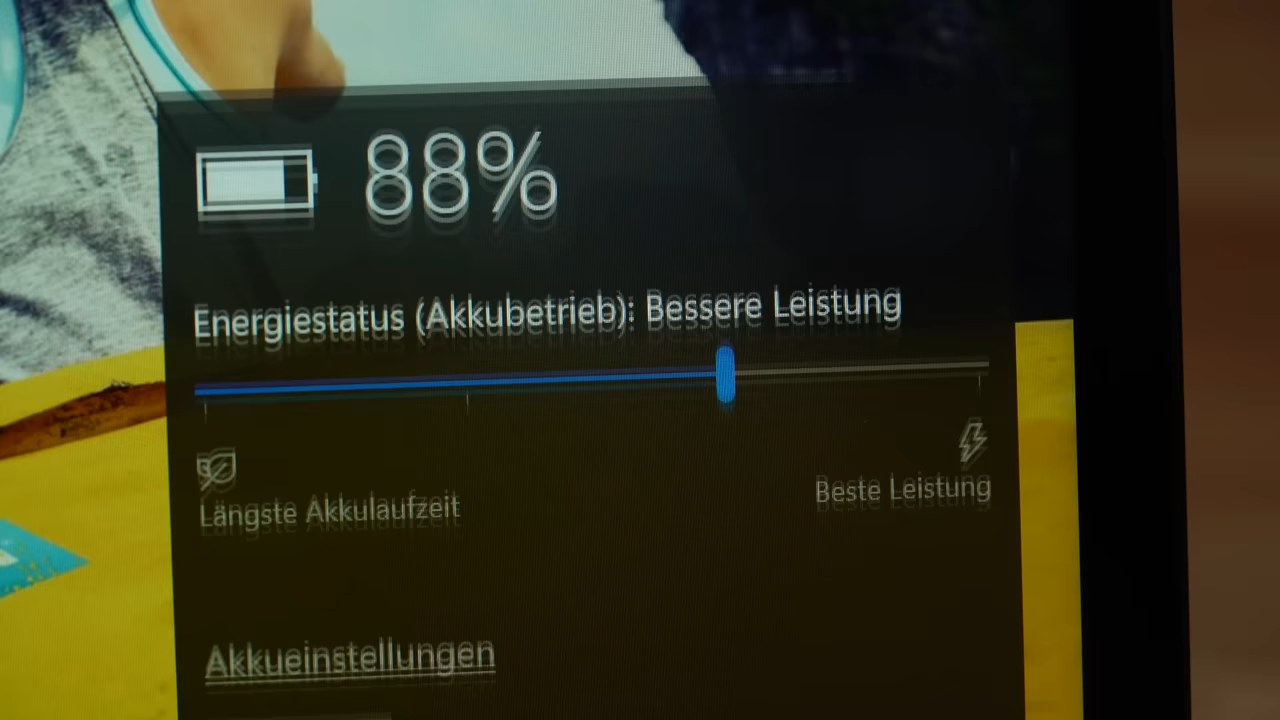 88%
Energiestatus (Akkubetrieb): Bessere Leistung
Längste Akkulaufzeit
Beste Leistung
Akkueinstellungen